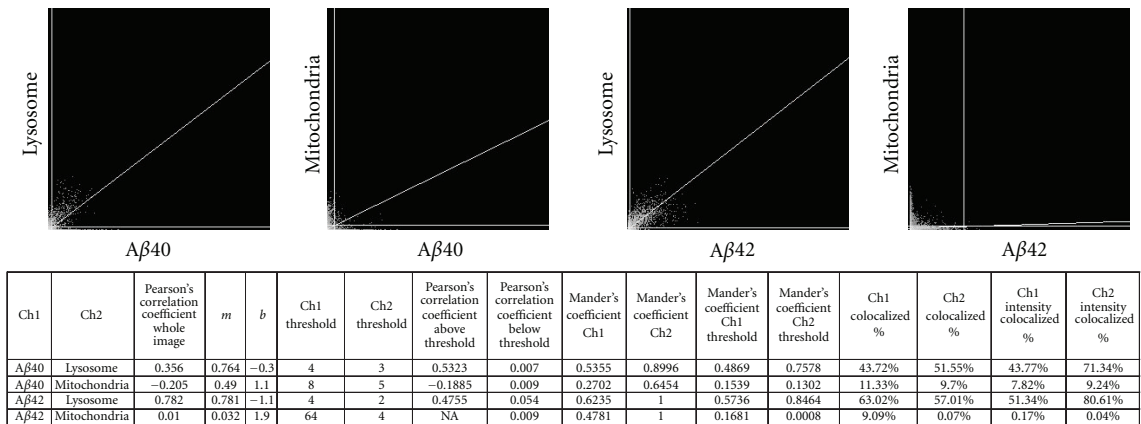 Lysosome
Aβ40
Mitochondria
Aβ40
Lysosome
Aβ42
Mitochondria
Aβ42
Ch1 Ch2 Pearson's correlation coefficient whole image m b Ch1 threshold Ch2 threshold Pearson's correlation coefficient above threshold Pearson's correlation coefficient below threshold Mander's coefficient Ch1 Mander's coefficient Ch2 Mander's coefficient Ch1 threshold Mander's coefficient Ch2 threshold Ch1 colocalized % Ch2 colocalized % Ch1 intensity colocalized % Ch2 intensity colocalized %
Aβ40 Lysosome 0.356 0.764 −0.3 4 3 0.5323 0.007 0.5355 0.8996 0.4869 0.7578 43.72% 51.55% 43.77% 71.34%
Aβ40 Mitochondria −0.205 0.49 1.1 8 5 −0.1885 0.009 0.2702 0.6454 0.1539 0.1302 11.33% 9.7% 7.82% 9.24%
Aβ42 Lysosome 0.782 0.781 −1.1 4 2 0.4755 0.054 0.6235 1 0.5736 0.8464 63.02% 57.01% 51.34% 80.61%
Aβ42 Mitochondria 0.01 0.032 1.9 64 4 NA 0.009 0.4781 1 0.1681 0.0008 9.09% 0.07% 0.17% 0.04%